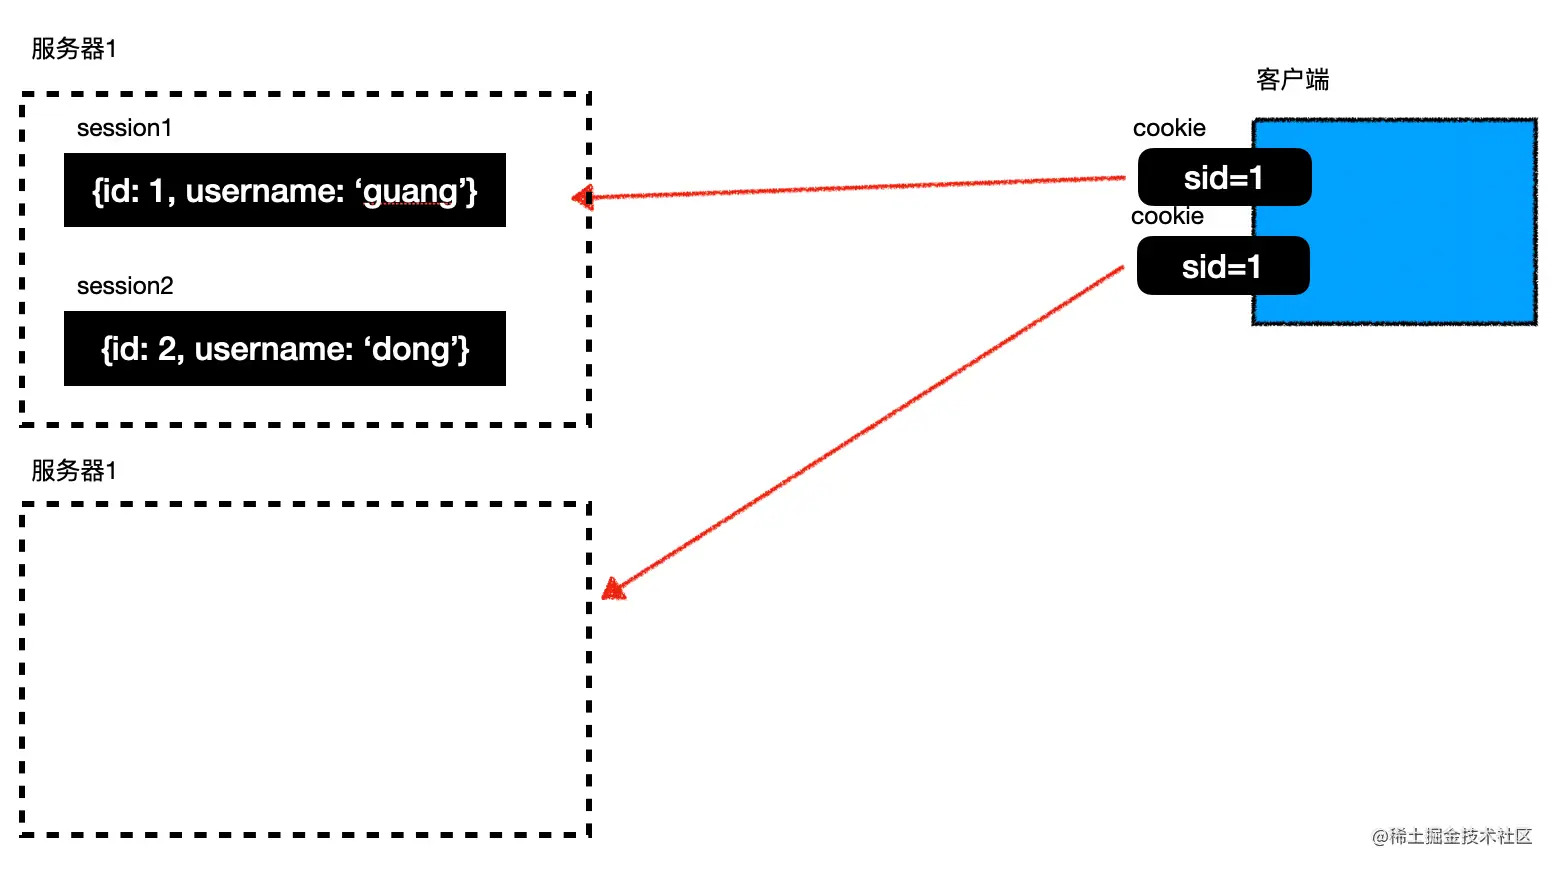 服务器1
session1
{id: 1, username: ‘guang’}
session2
{id: 2, username: ‘dong’}
服务器1
客户端
cookie
sid=1
cookie
sid=1
@稀土掘金技术社区